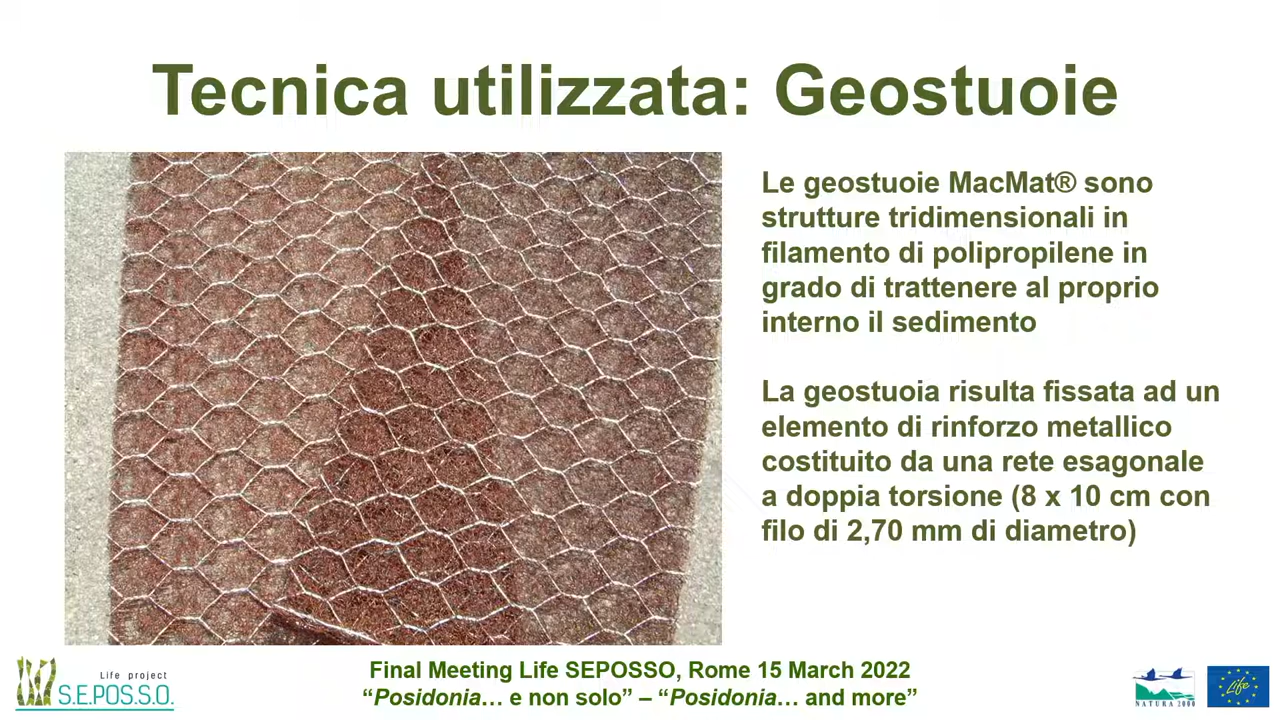 Tecnica utilizzata: Geostuoie
Le geostuoie MacMat® sono
strutture tridimensionali in
filamento di polipropilene in
grado di trattenere al proprio
interno il sedimento
La geostuoia risulta fissata ad un
elemento di rinforzo metallico
costituito da una rete esagonale
a doppia torsione (8 x 10 cm con
filo di 2,70 mm di diametro)
Life project
S.E.POS.S.O.
Final Meeting Life SEPOSSO, Rome 15 March 2022
“Posidonia… e non solo” – “Posidonia… and more”
NATURA 2000
Life